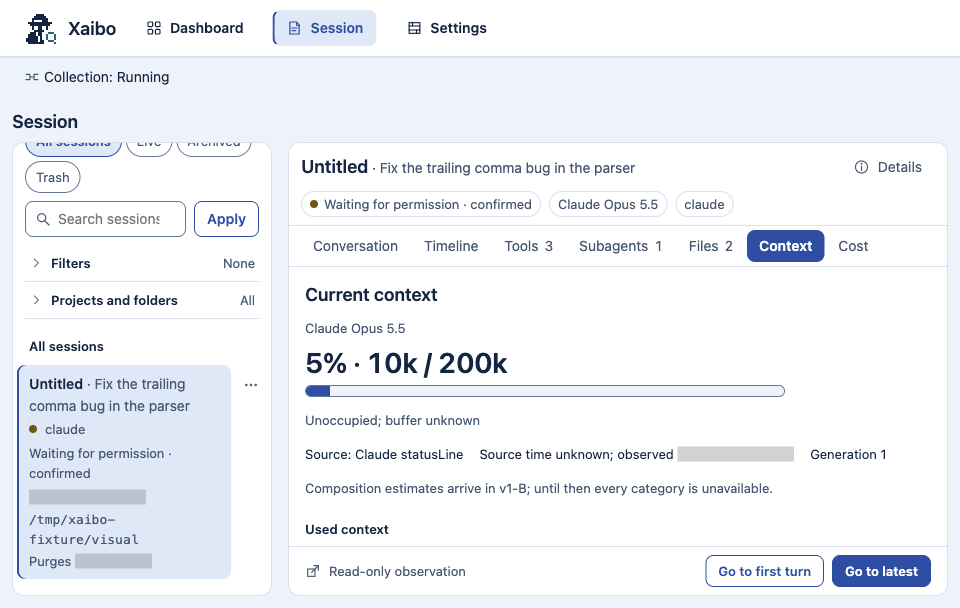 Xaibo
Dashboard
Session
Settings
Collection: Running
Session
All sessions
Live
Archived
Trash
Search sessions
Apply
Filters
None
Projects and folders
All
All sessions
Untitled · Fix the trailing
comma bug in the parser
claude
Waiting for permission ·
confirmed
/tmp/xaibo-
fixture/visual
Purges
Untitled · Fix the trailing comma bug in the parser
Details
Waiting for permission · confirmed
Claude Opus 5.5
claude
Conversation
Timeline
Tools 3
Subagents 1
Files 2
Context
Cost
Current context
Claude Opus 5.5
5% · 10k / 200k
Unoccupied; buffer unknown
Source: Claude statusLine
Source time unknown; observed
Generation 1
Composition estimates arrive in v1-B; until then every category is unavailable.
Used context
Read-only observation
Go to first turn
Go to latest